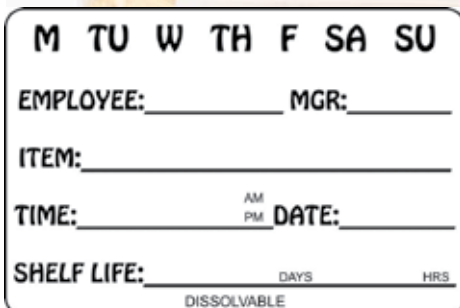 M TU W TH F SA SU
EMPLOYEE: MGR:
ITEM:
TIME: AM PM DATE:
SHELF LIFE: DAYS HRS
DISSOLVABLE